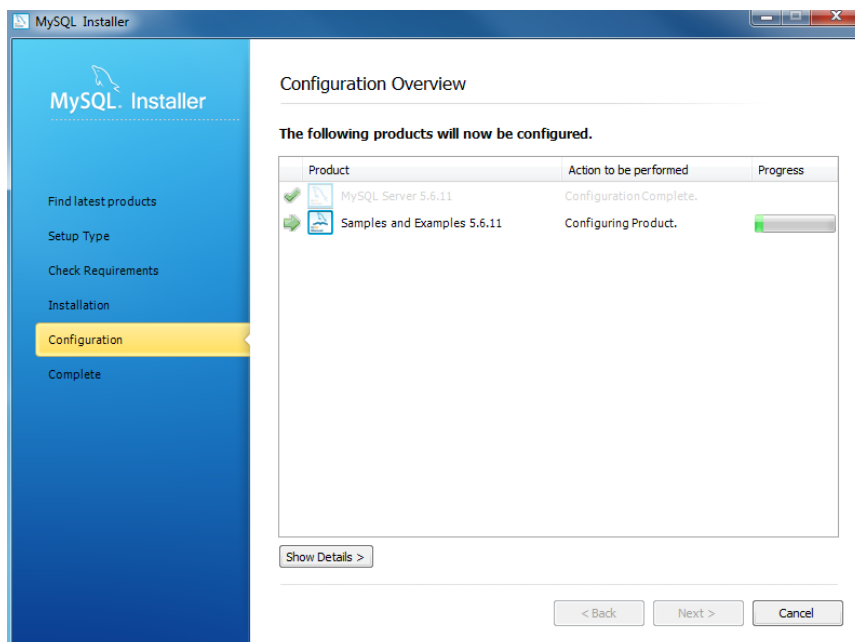 MySQL Installer
MySQL. Installer
Find latest products
Setup Type
Check Requirements
Installation
Configuration
Complete
Configuration Overview
The following products will now be configured.
Product Action to be performed Progress
MySQL Server 5.6.11 Configuration Complete.
Samples and Examples 5.6.11 Configuring Product.
Show Details >
< Back Next > Cancel